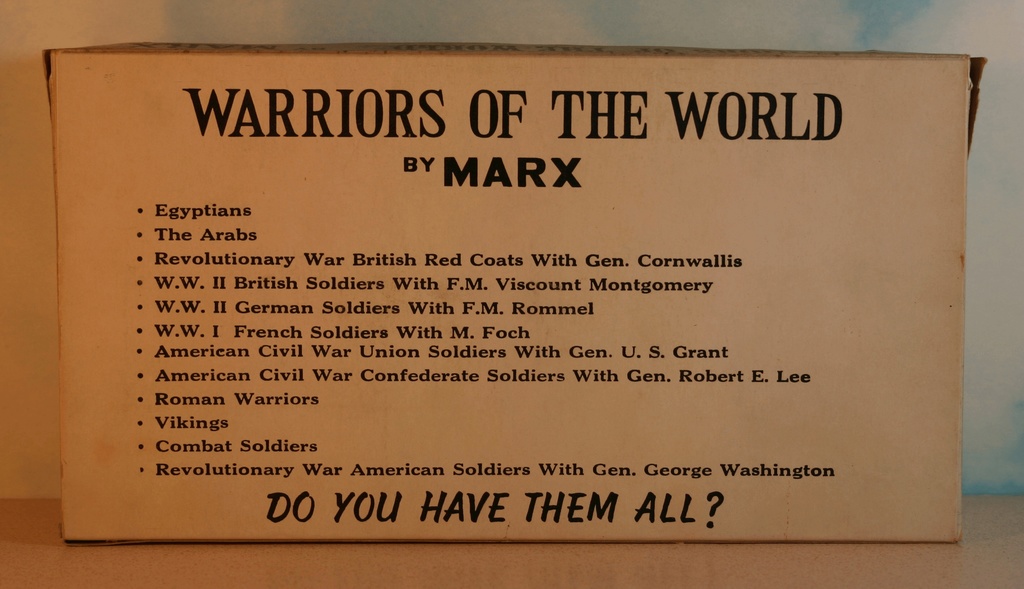 WARRIORS OF THE WORLD
BY MARX
• Egyptians
• The Arabs
• Revolutionary War British Red Coats With Gen. Cornwallis
• W.W. II British Soldiers With F.M. Viscount Montgomery
• W.W. II German Soldiers With F.M. Rommel
• W.W. I French Soldiers With M. Foch
• American Civil War Union Soldiers With Gen. U. S. Grant
• American Civil War Confederate Soldiers With Gen. Robert E. Lee
• Roman Warriors
• Vikings
• Combat Soldiers
• Revolutionary War American Soldiers With Gen. George Washington
DO YOU HAVE THEM ALL?